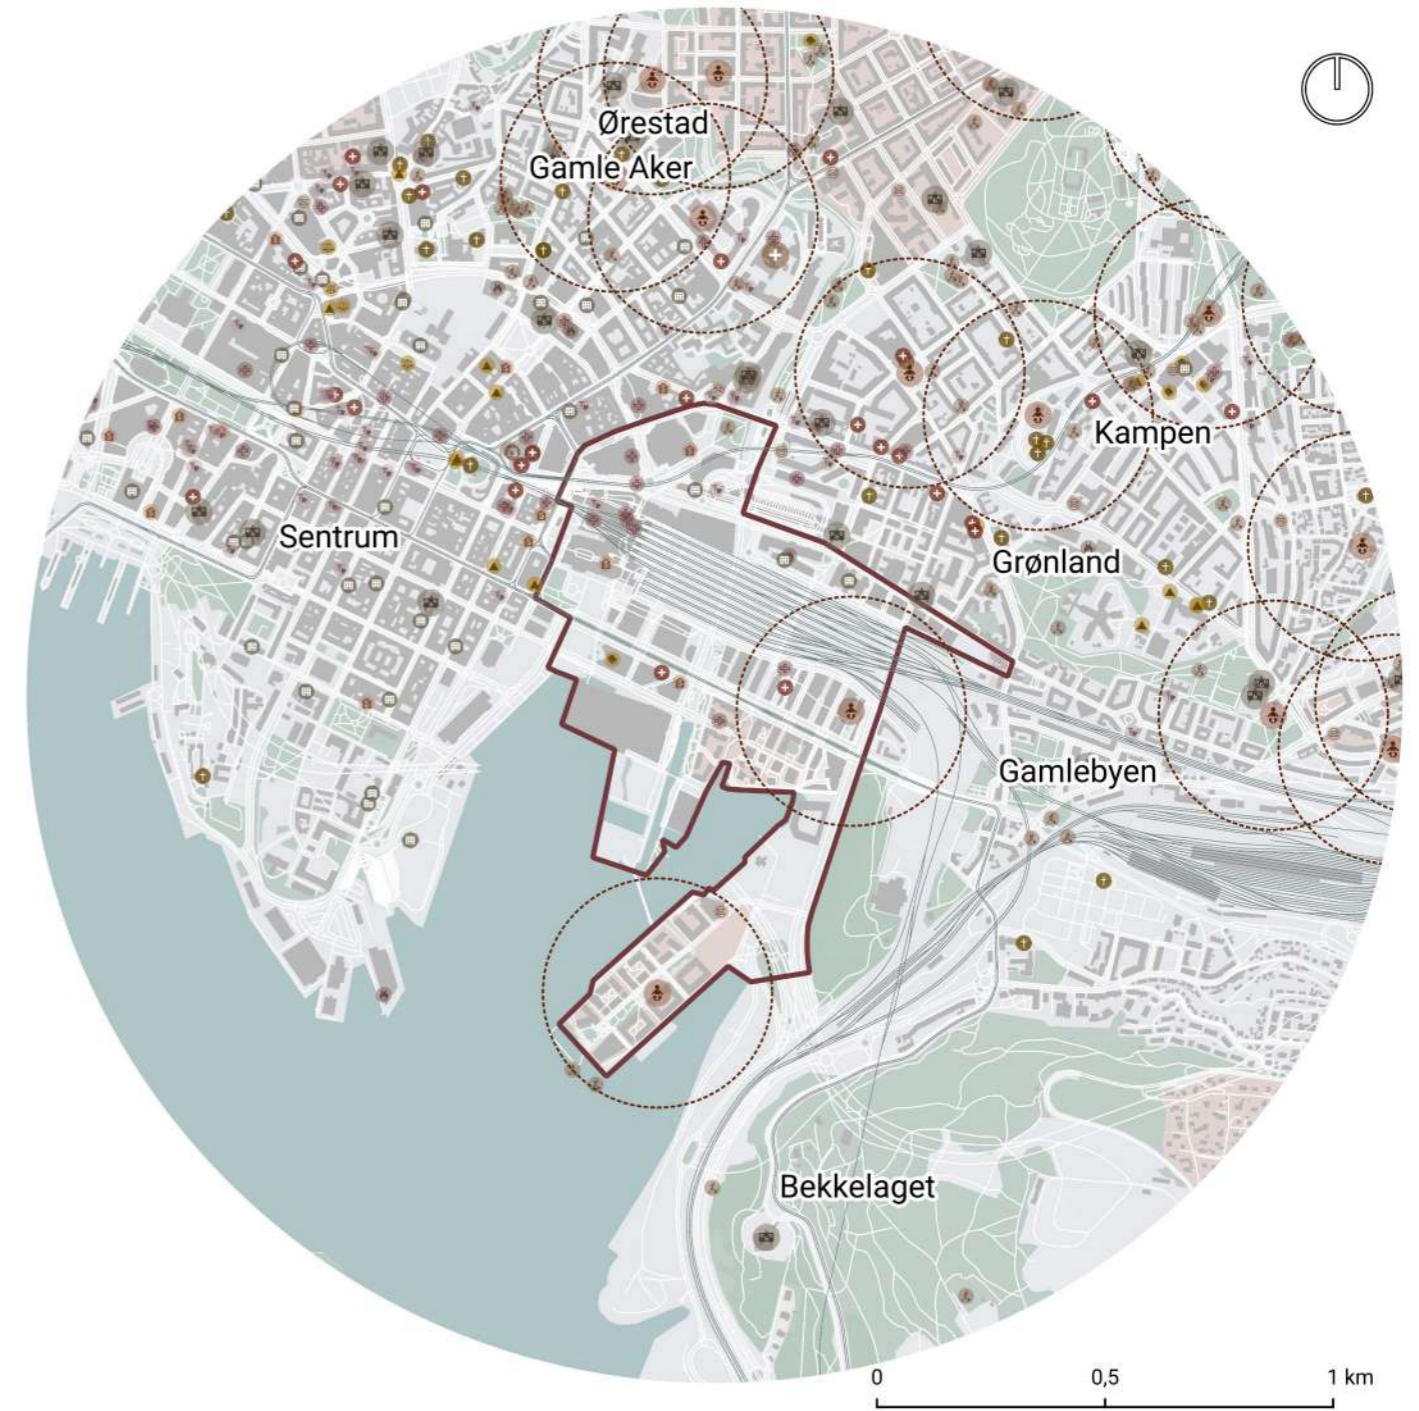 Ørestad
Gamle Aker
Kampen
Sentrum
Grønland
Gamlebyen
Bekkelaget
0 0,5 1 km